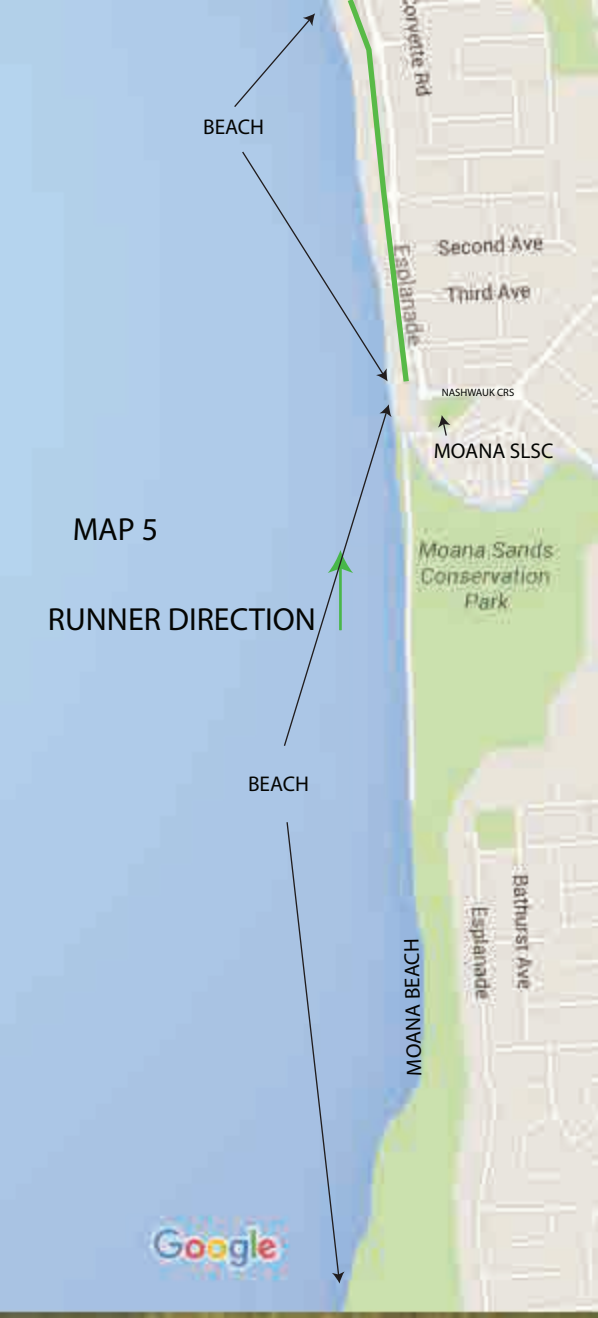 Corvette Rd
BEACH
Second Ave
Esplanade
Third Ave
NASHWAUK CRS
MOANA SLSC
MAP 5
Moana Sands
Conservation
Park
RUNNER DIRECTION
BEACH
Bathurst Ave
Esplanade
MOANA BEACH
Google